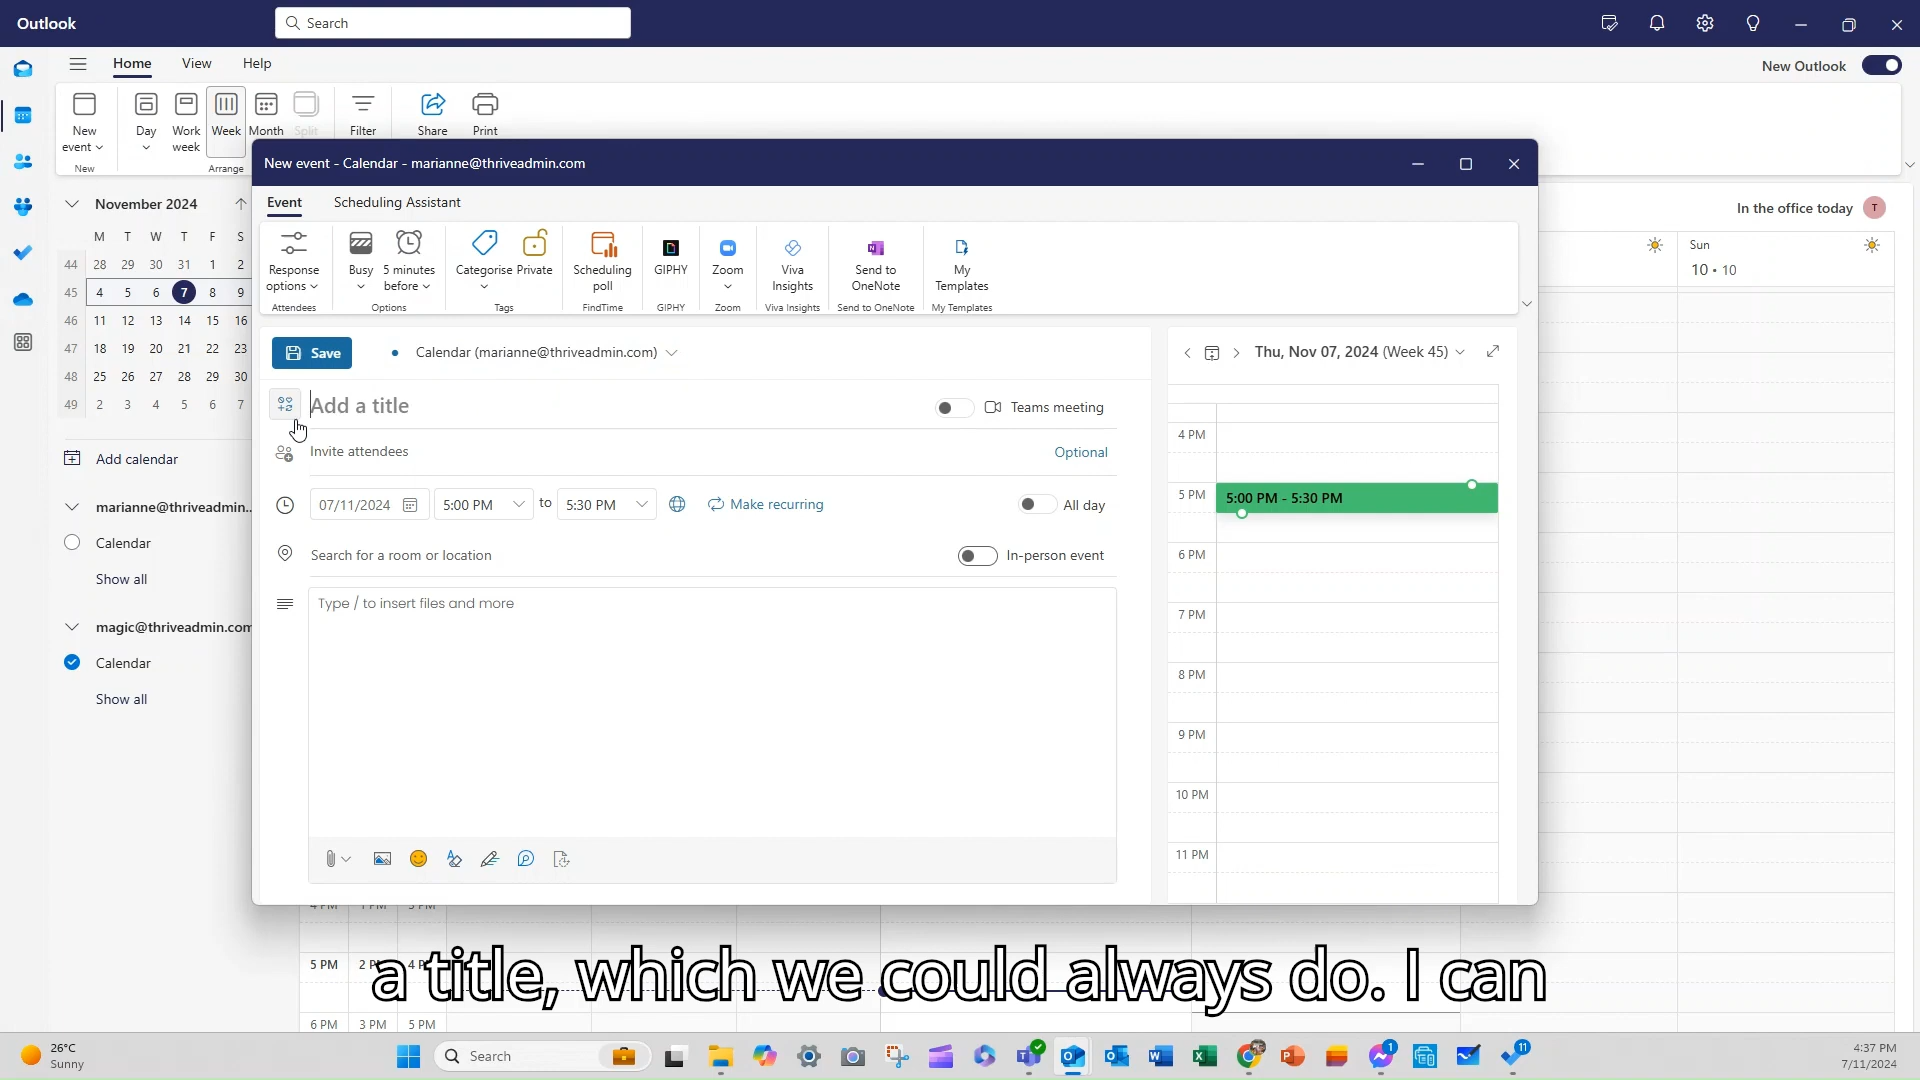 Outlook
Search
Home View Help
New Outlook
New event
Day
Work week
Week
Month
Split
Filter
Share
Print
New
Arrange
New event - Calendar - marianne@thriveadmin.com
Event Scheduling Assistant
Response options
Busy
5 minutes before
Categorise
Private
Scheduling poll
GIPHY
Zoom
Viva Insights
Send to OneNote
My Templates
Attendees
Options
Tags
FindTime
GIPHY
Zoom
Viva Insights
Send to OneNote
My Templates
November 2024
M T W T F S
44 28 29 30 31 1 2
45 4 5 6 7 8 9
46 11 12 13 14 15 16
47 18 19 20 21 22 23
48 25 26 27 28 29 30
49 2 3 4 5 6 7
Add calendar
marianne@thriveadmin...
Calendar
Show all
magic@thriveadmin.com
Calendar
Show all
In the office today T
Sun
10 • 10
Save
Calendar (marianne@thriveadmin.com)
Add a title
Teams meeting
Invite attendees
Optional
07/11/2024 5:00 PM to 5:30 PM
Make recurring
All day
Search for a room or location
In-person event
Type / to insert files and more
Thu, Nov 07, 2024 (Week 45)
4 PM
5 PM
5:00 PM - 5:30 PM
6 PM
7 PM
8 PM
9 PM
10 PM
11 PM
4 PM 1 PM 3 PM
5 PM 2 P 4 P
6 PM 3 PM 5 PM
a title, which we could always do. I can
26°C
Sunny
Search
1
11
4:37 PM
7/11/2024